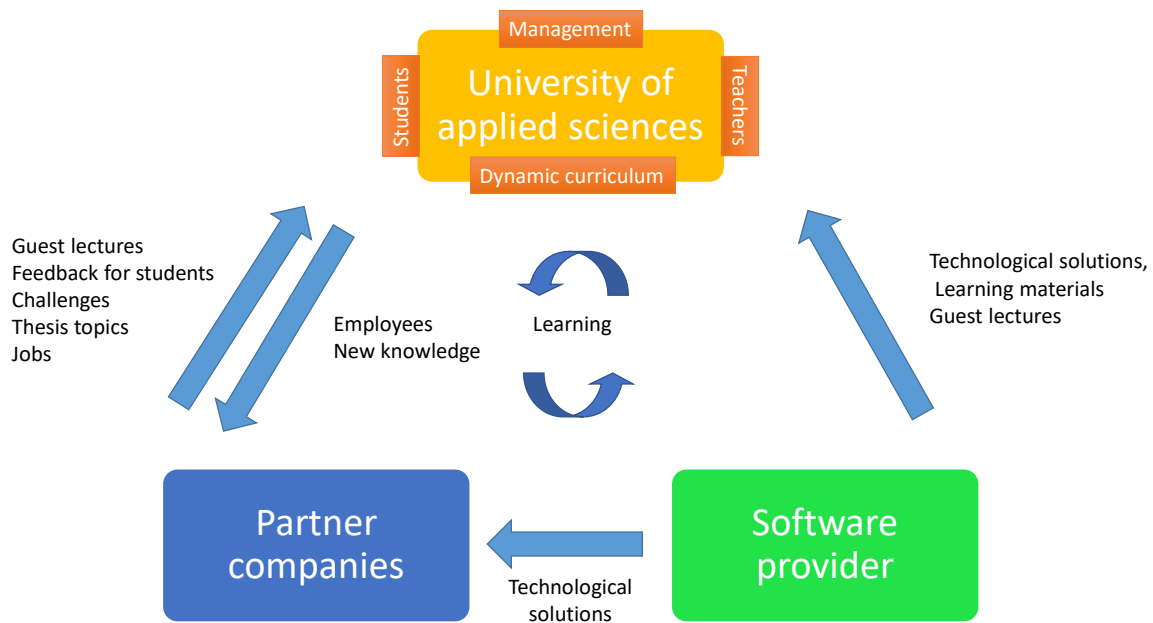 Management
Students
University of
applied sciences
Teachers
Dynamic curriculum
Guest lectures
Feedback for students
Challenges
Thesis topics
Jobs
Employees
New knowledge
Learning
Technological solutions,
Learning materials
Guest lectures
Partner
companies
Technological
solutions
Software
provider